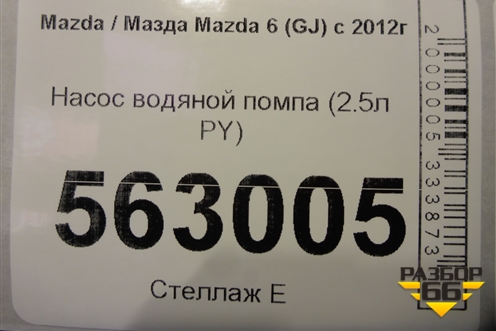 Mazda / Мазда Mazda 6 (GJ) с 2012г
Насос водяной помпа (2.5л
PY)
563005
Стеллаж Е
2000005333873
РАЗБОР
66